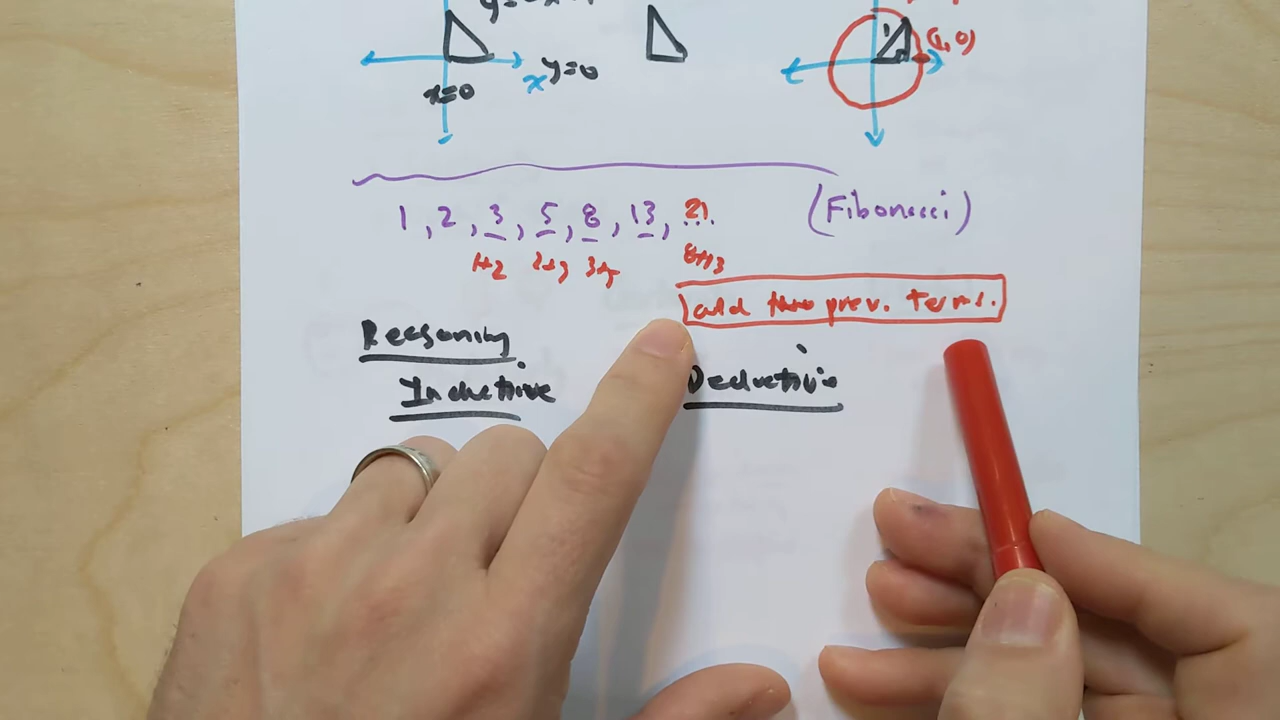 x y=0
x=0
1
(1, 0)
1, 2, 3, 5, 8, 13, 21 ...
(Fibonacci)
1+2 2+3 3+5 8+13
add two prev. terms.
Reasoning
Inductive Deductive